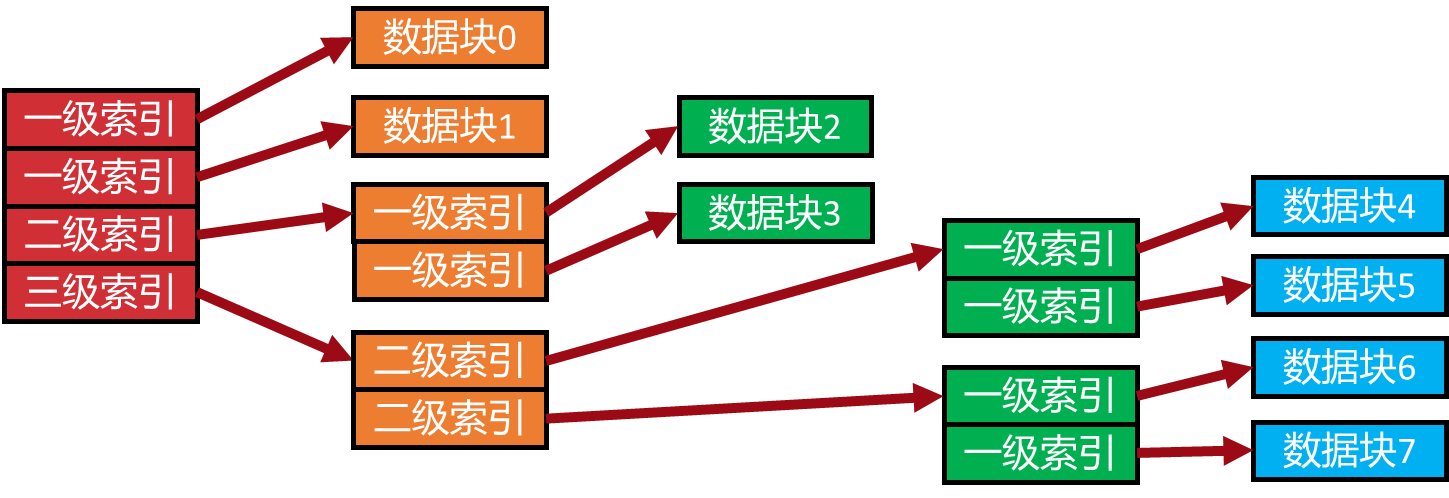 一级索引
一级索引
二级索引
三级索引
数据块0
数据块1
一级索引
一级索引
二级索引
二级索引
数据块2
数据块3
一级索引
一级索引
一级索引
一级索引
数据块4
数据块5
数据块6
数据块7